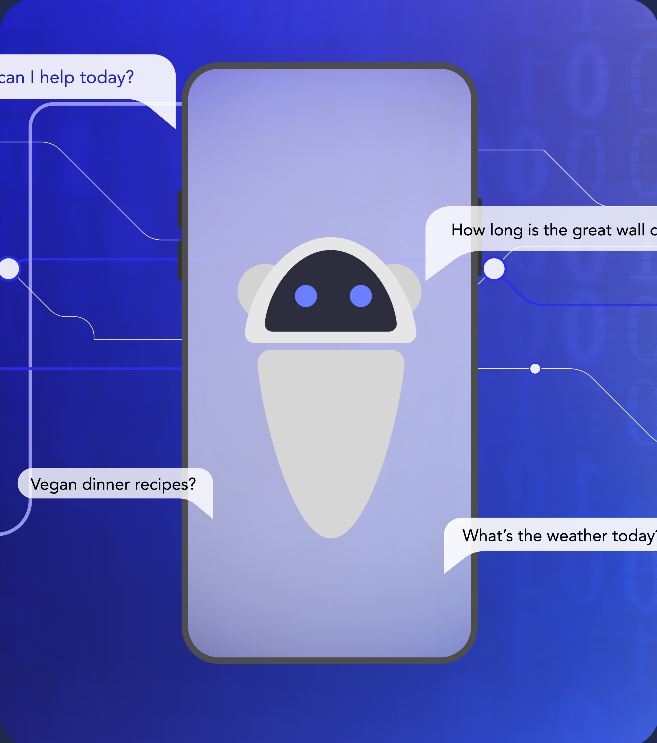 can I help today?
How long is the great wall
Vegan dinner recipes?
What's the weather today?